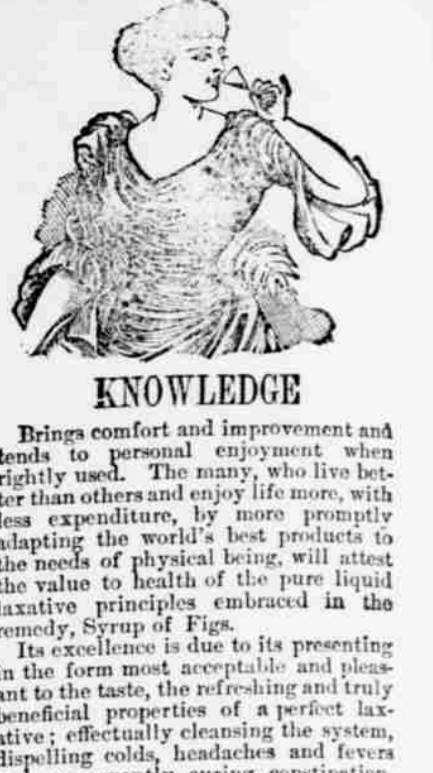 KNOWLEDGE
Brings comfort and improvement and
tends to personal enjoyment when
rightly used. The many, who live bet-
ter than others and enjoy life more, with
less expenditure, by more promptly
adapting the world's best products to
the needs of physical being, will attest
the value to health of the pure liquid
laxative principles embraced in the
remedy, Syrup of Figs.
Its excellence is due to its presenting
in the form most acceptable and pleas-
ant to the taste, the refreshing and truly
beneficial properties of a perfect lax-
ative; effectually cleansing the system,
dispelling colds, headaches and fevers
curing constipation.